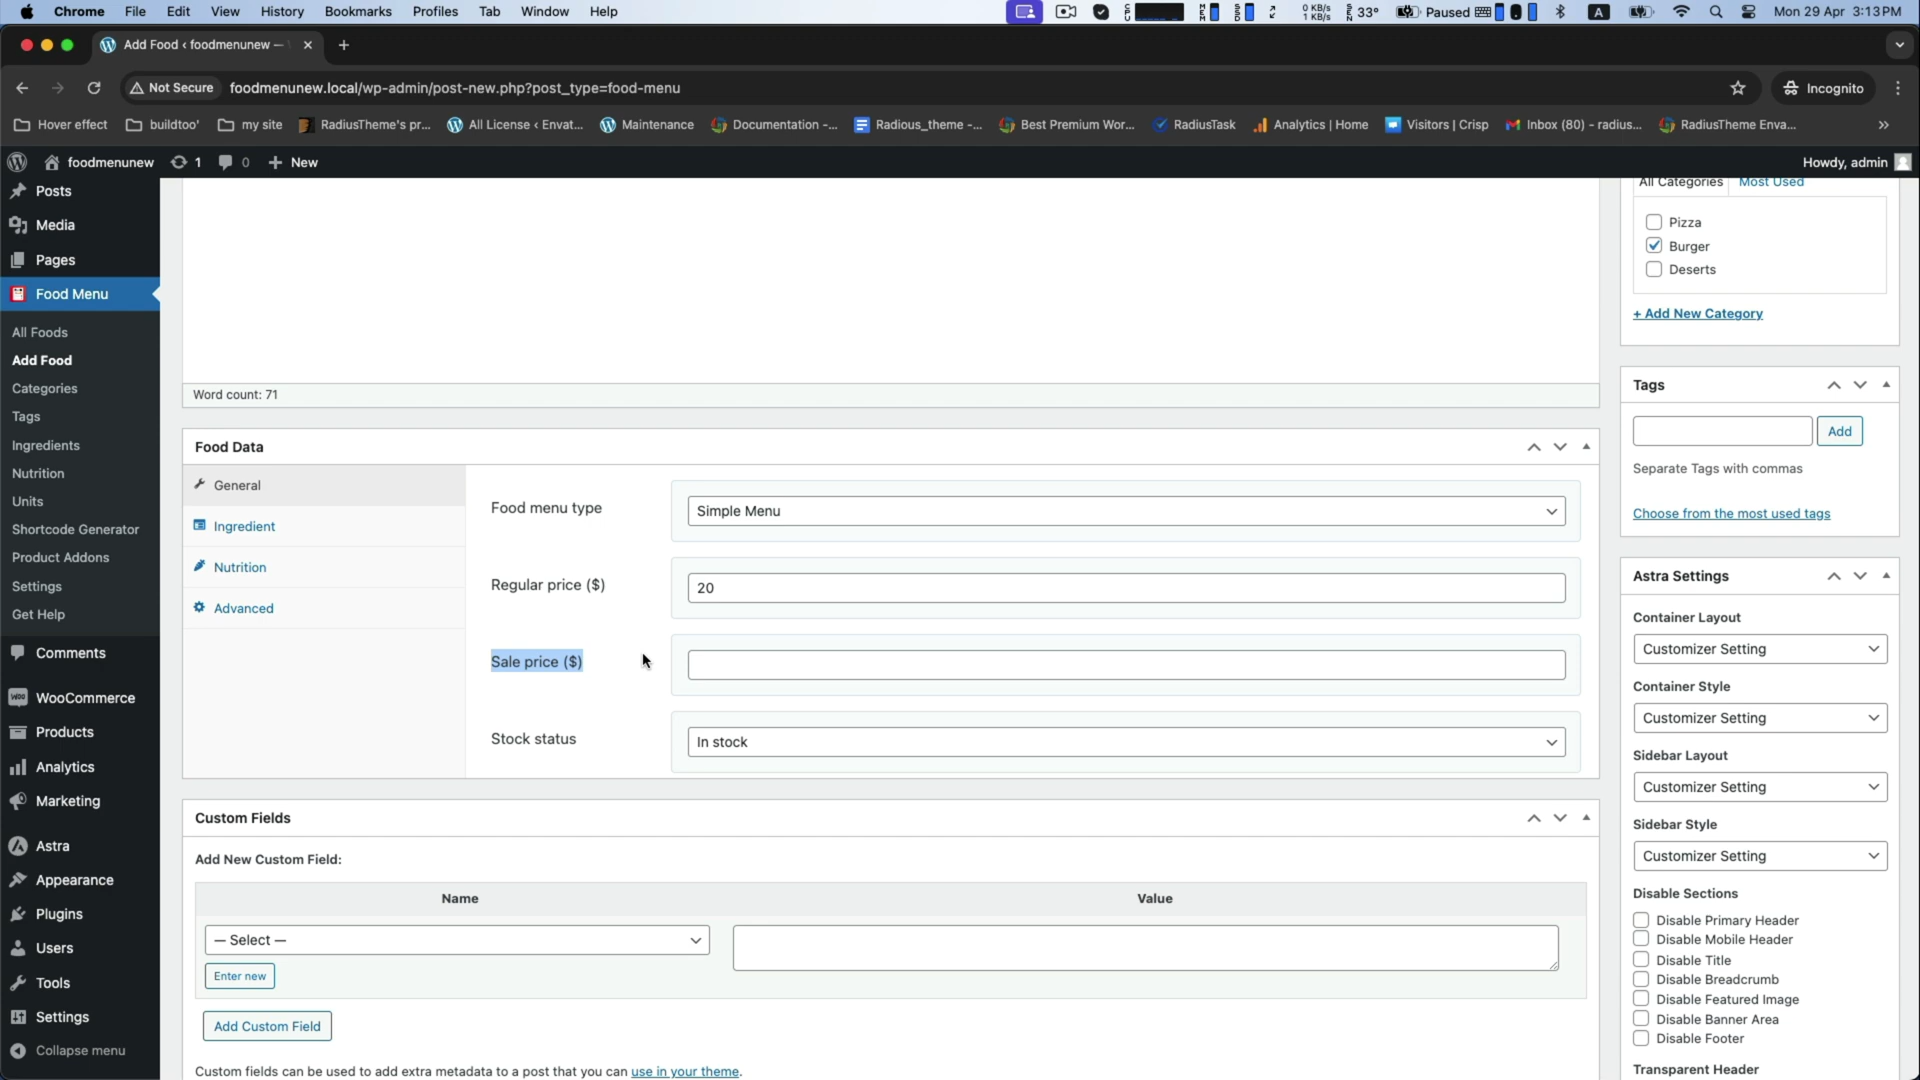 Chrome File Edit View History Bookmarks Profiles Tab Window Help
0 KB/s
1 KB/s
33° Paused A Mon 29 Apr 3:13 PM
Add Food ‹ foodmenunew —
Not Secure foodmenunew.local/wp-admin/post-new.php?post_type=food-menu Incognito
Hover effect buildtoo' my site RadiusTheme's pr... All License ‹ Envat... Maintenance Documentation -... Radious_theme -... Best Premium Wor... RadiusTask Analytics | Home Visitors | Crisp Inbox (80) - radius... RadiusTheme Enva... »
foodmenunew 1 0 New Howdy, admin
Posts
Media
Pages
Food Menu
All Foods
Add Food
Categories
Tags
Ingredients
Nutrition
Units
Shortcode Generator
Product Addons
Settings
Get Help
Comments
WooCommerce
Products
Analytics
Marketing
Astra
Appearance
Plugins
Users
Tools
Settings
Collapse menu
Word count: 71
Food Data
General
Ingredient
Nutrition
Advanced
Food menu type
Simple Menu
Regular price ($)
20
Sale price ($)
Stock status
In stock
Custom Fields
Add New Custom Field:
Name Value
— Select —
Enter new
Add Custom Field
Custom fields can be used to add extra metadata to a post that you can use in your theme.
All Categories Most Used
Pizza
Burger
Deserts
+ Add New Category
Tags
Add
Separate Tags with commas
Choose from the most used tags
Astra Settings
Container Layout
Customizer Setting
Container Style
Customizer Setting
Sidebar Layout
Customizer Setting
Sidebar Style
Customizer Setting
Disable Sections
Disable Primary Header
Disable Mobile Header
Disable Title
Disable Breadcrumb
Disable Featured Image
Disable Banner Area
Disable Footer
Transparent Header